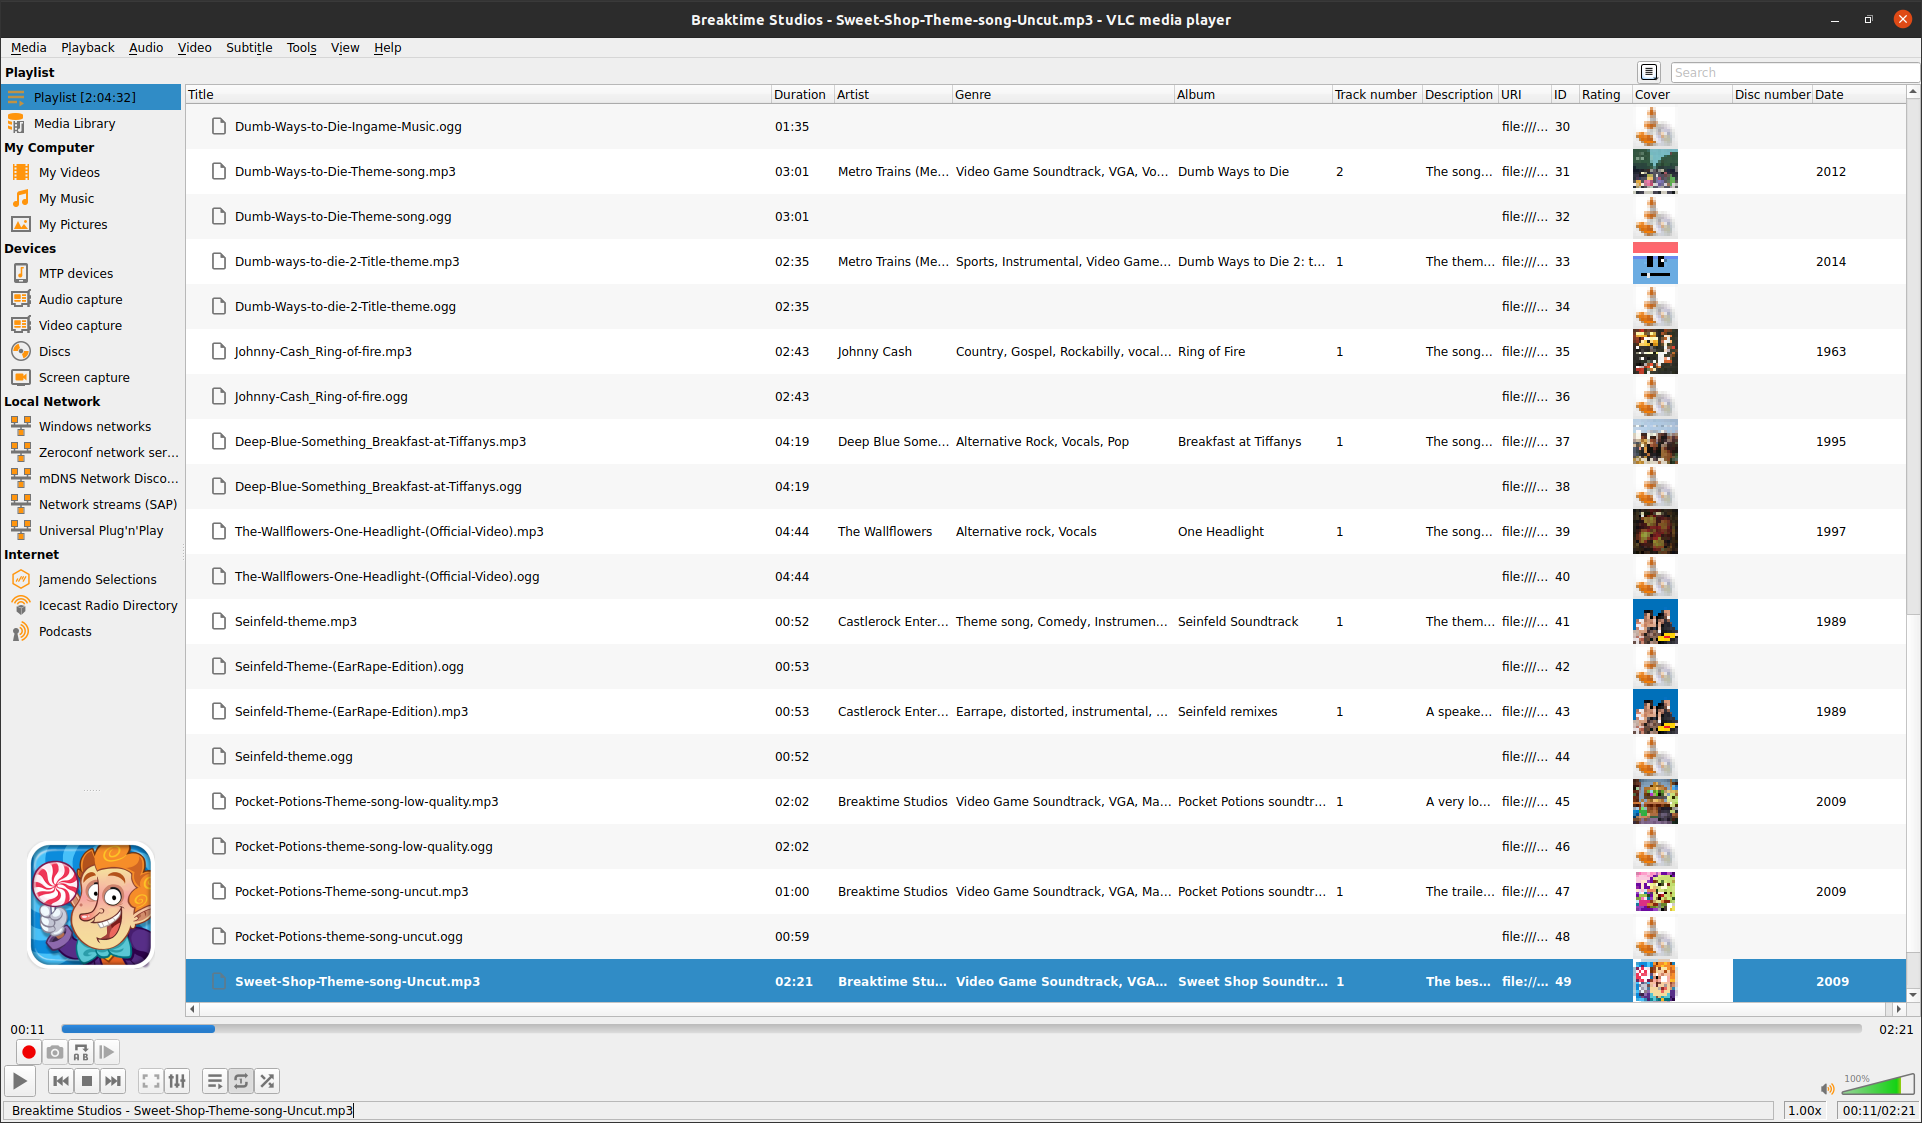 Breaktime Studios - Sweet-Shop-Theme-song-Uncut.mp3 - VLC media player
Media Playback Audio Video Subtitle Tools View Help
Playlist
Search
Playlist [2:04:32]
Media Library
My Computer
My Videos
My Music
My Pictures
Devices
MTP devices
Audio capture
Video capture
Discs
Screen capture
Local Network
Windows networks
Zeroconf network ser...
mDNS Network Disco...
Network streams (SAP)
Universal Plug'n'Play
Internet
Jamendo Selections
Icecast Radio Directory
Podcasts
Title Duration Artist Genre Album Track number Description URI ID Rating Cover Disc number Date
Dumb-Ways-to-Die-Ingame-Music.ogg 01:35 file:///... 30
Dumb-Ways-to-Die-Theme-song.mp3 03:01 Metro Trains (Me... Video Game Soundtrack, VGA, Vo... Dumb Ways to Die 2 The song... file:///... 31 2012
Dumb-Ways-to-Die-Theme-song.ogg 03:01 file:///... 32
Dumb-ways-to-die-2-Title-theme.mp3 02:35 Metro Trains (Me... Sports, Instrumental, Video Game... Dumb Ways to Die 2: t... 1 The them... file:///... 33 2014
Dumb-Ways-to-die-2-Title-theme.ogg 02:35 file:///... 34
Johnny-Cash_Ring-of-fire.mp3 02:43 Johnny Cash Country, Gospel, Rockabilly, vocal... Ring of Fire 1 The song... file:///... 35 1963
Johnny-Cash_Ring-of-fire.ogg 02:43 file:///... 36
Deep-Blue-Something_Breakfast-at-Tiffanys.mp3 04:19 Deep Blue Some... Alternative Rock, Vocals, Pop Breakfast at Tiffanys 1 The song... file:///... 37 1995
Deep-Blue-Something_Breakfast-at-Tiffanys.ogg 04:19 file:///... 38
The-Wallflowers-One-Headlight-(Official-Video).mp3 04:44 The Wallflowers Alternative rock, Vocals One Headlight 1 The song... file:///... 39 1997
The-Wallflowers-One-Headlight-(Official-Video).ogg 04:44 file:///... 40
Seinfeld-theme.mp3 00:52 Castlerock Enter... Theme song, Comedy, Instrumen... Seinfeld Soundtrack 1 The them... file:///... 41 1989
Seinfeld-Theme-(EarRape-Edition).ogg 00:53 file:///... 42
Seinfeld-Theme-(EarRape-Edition).mp3 00:53 Castlerock Enter... Earrape, distorted, instrumental, ... Seinfeld remixes 1 A speake... file:///... 43 1989
Seinfeld-theme.ogg 00:52 file:///... 44
Pocket-Potions-Theme-song-low-quality.mp3 02:02 Breaktime Studios Video Game Soundtrack, VGA, Ma... Pocket Potions soundtr... 1 A very lo... file:///... 45 2009
Pocket-Potions-theme-song-low-quality.ogg 02:02 file:///... 46
Pocket-Potions-Theme-song-uncut.mp3 01:00 Breaktime Studios Video Game Soundtrack, VGA, Ma... Pocket Potions soundtr... 1 The traile... file:///... 47 2009
Pocket-Potions-theme-song-uncut.ogg 00:59 file:///... 48
Sweet-Shop-Theme-song-Uncut.mp3 02:21 Breaktime Stu... Video Game Soundtrack, VGA... Sweet Shop Soundtr... 1 The bes... file://... 49 2009
00:11 02:21
A B
100%
Breaktime Studios - Sweet-Shop-Theme-song-Uncut.mp3 1.00x 00:11/02:21